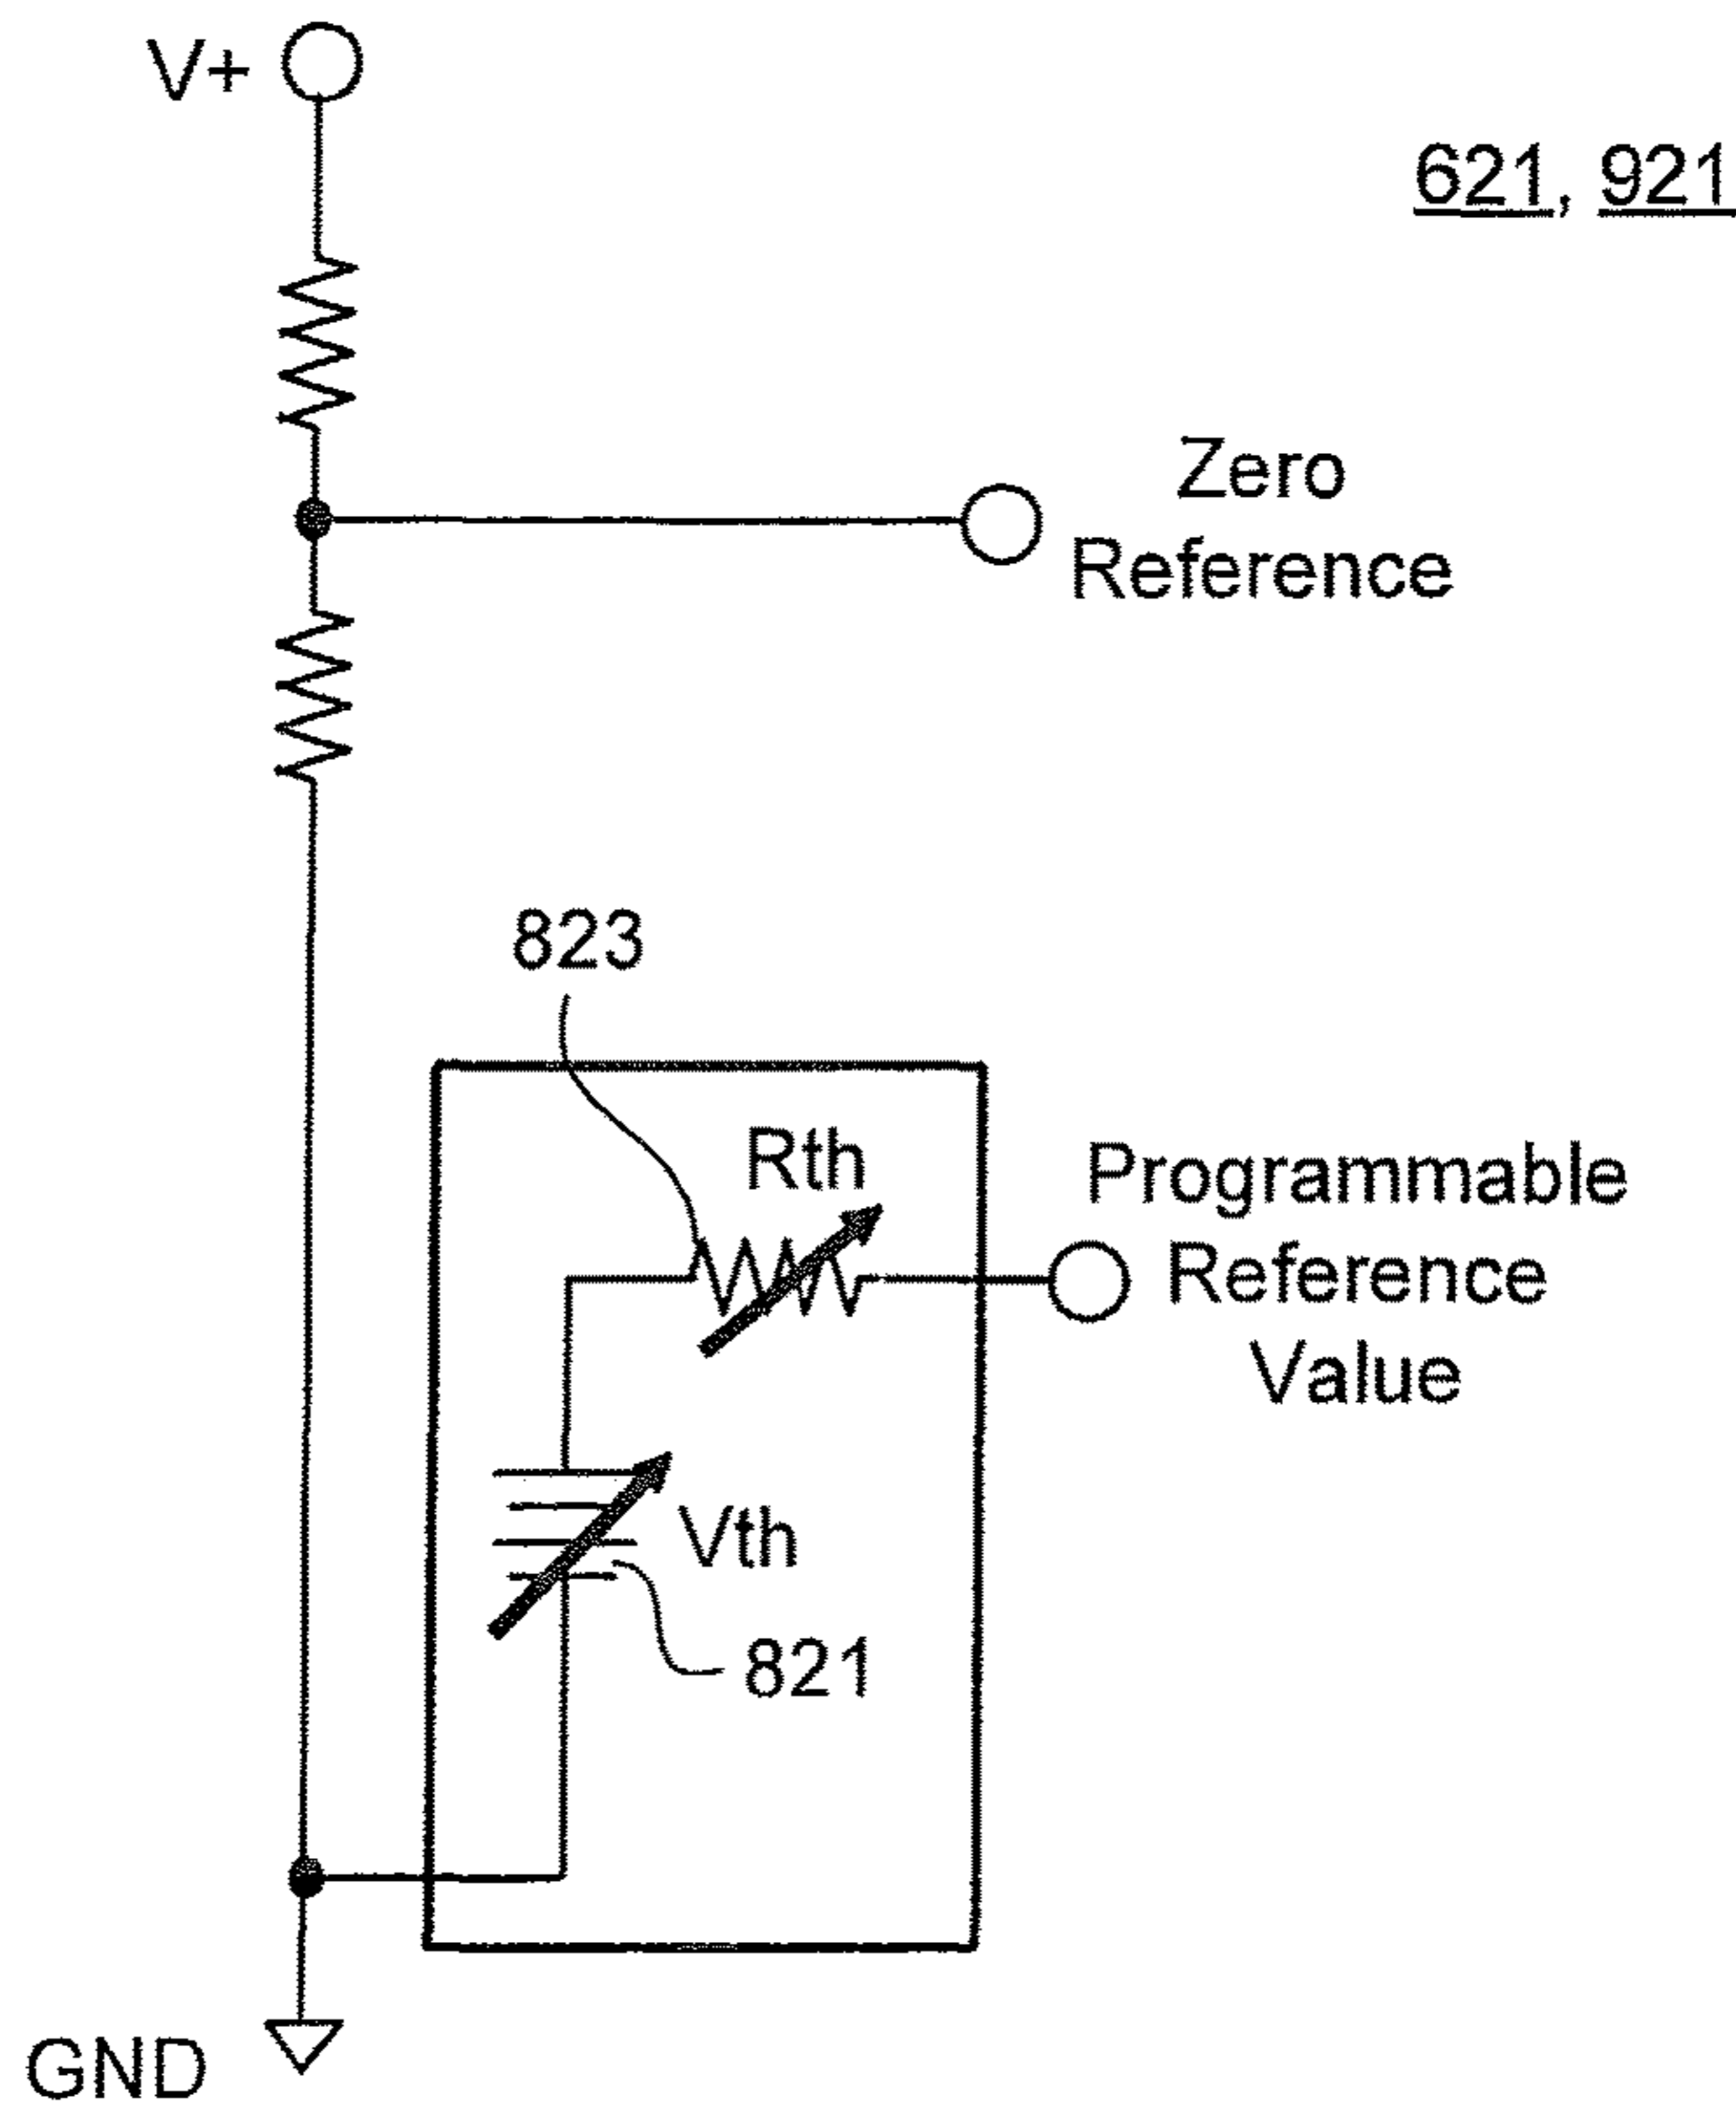 V+
621, 921
Zero
Reference
823
Rth
Programmable
Reference
Value
Vth
821
GND